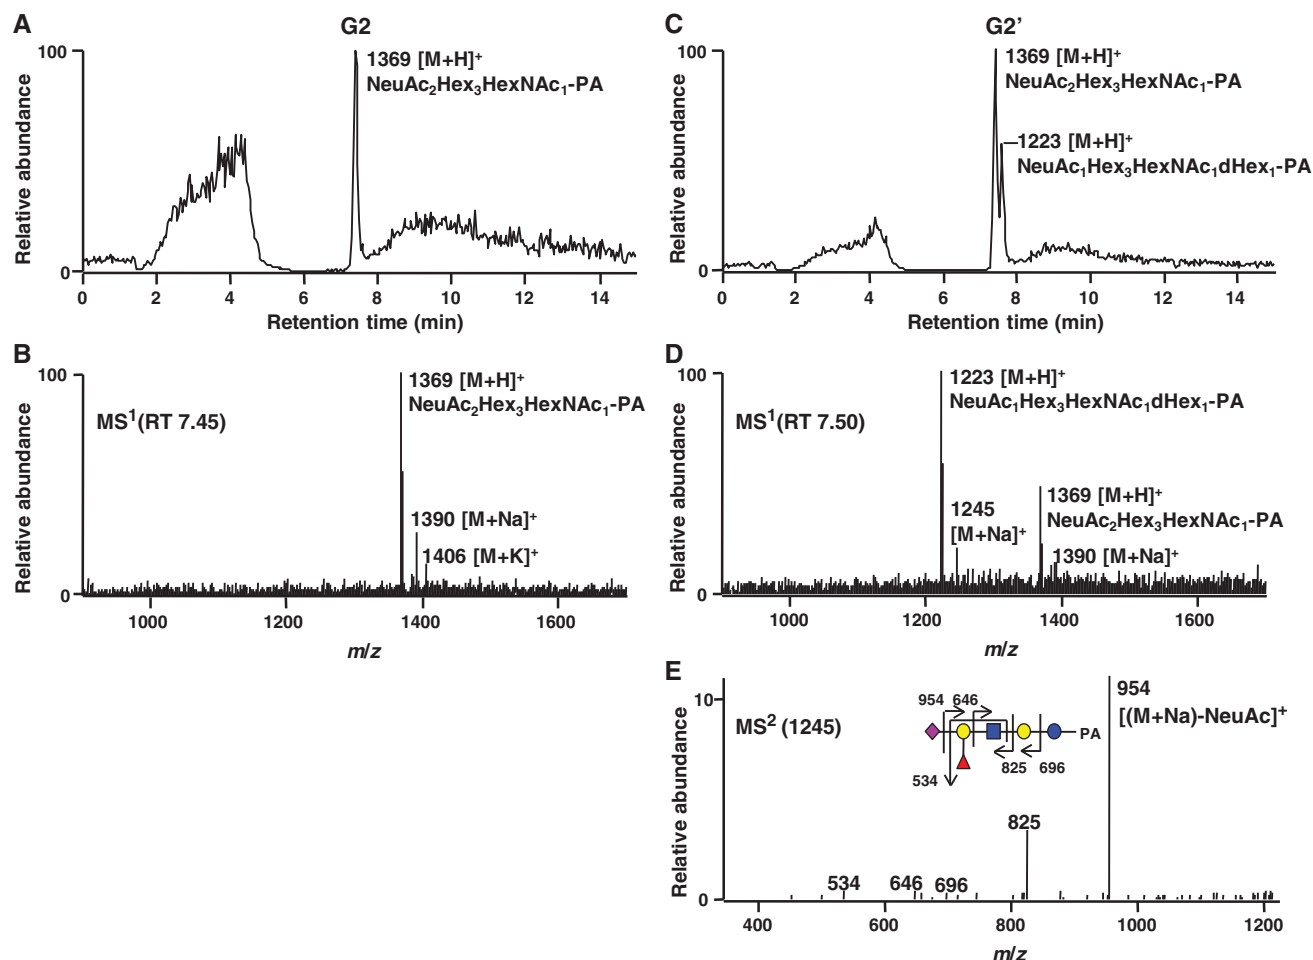 A
G2
100
1369 [M+H]⁺
NeuAc₂Hex₃HexNAc₁-PA
Relative abundance
0
0 2 4 6 8 10 12 14
Retention time (min)
B
100
1369 [M+H]⁺
NeuAc₂Hex₃HexNAc₁-PA
MS¹(RT 7.45)
1390 [M+Na]⁺
1406 [M+K]⁺
Relative abundance
0
1000 1200 1400 1600
m/z
C
G2’
100
1369 [M+H]⁺
NeuAc₂Hex₃HexNAc₁-PA
1223 [M+H]⁺
NeuAc₁Hex₃HexNAc₁dHex₁-PA
Relative abundance
0
0 2 4 6 8 10 12 14
Retention time (min)
D
100
1223 [M+H]⁺
NeuAc₁Hex₃HexNAc₁dHex₁-PA
MS¹(RT 7.50)
1369 [M+H]⁺
NeuAc₂Hex₃HexNAc₁-PA
1245
[M+Na]⁺
1390 [M+Na]⁺
Relative abundance
0
1000 1200 1400 1600
m/z
E
10
MS² (1245)
954 646
PA
534
825 696
954
[(M+Na)-NeuAc]⁺
825
534 646 696
Relative abundance
0
400 600 800 1000 1200
m/z